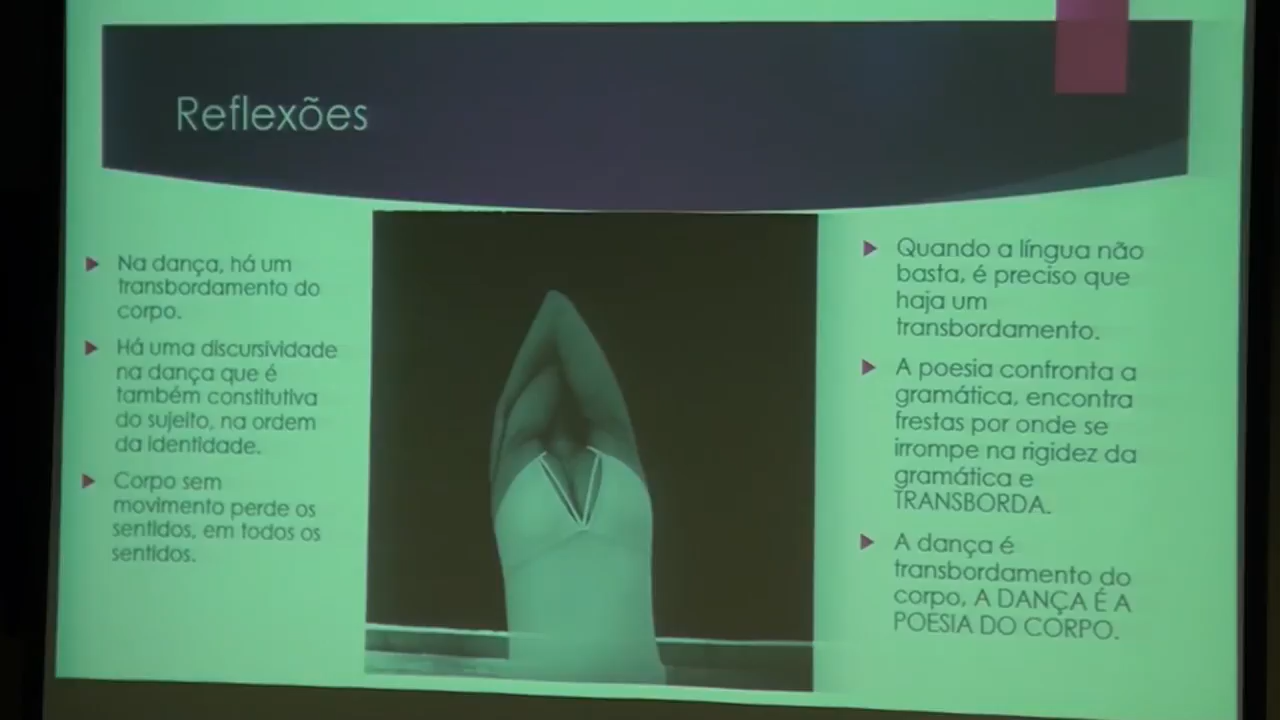 Reflexões
Na dança, há um
transbordamento do
corpo.
Há uma discursividade
na dança que é
também constitutiva
do sujeito, na ordem
da identidade.
Corpo sem
movimento perde os
sentidos, em todos os
sentidos.
Quando a língua não
basta, é preciso que
haja um
transbordamento.
A poesia confronta a
gramática, encontra
frestas por onde se
irrompe na rigidez da
gramática e
TRANSBORDA.
A dança é
transbordamento do
corpo, A DANÇA É A
POESIA DO CORPO.